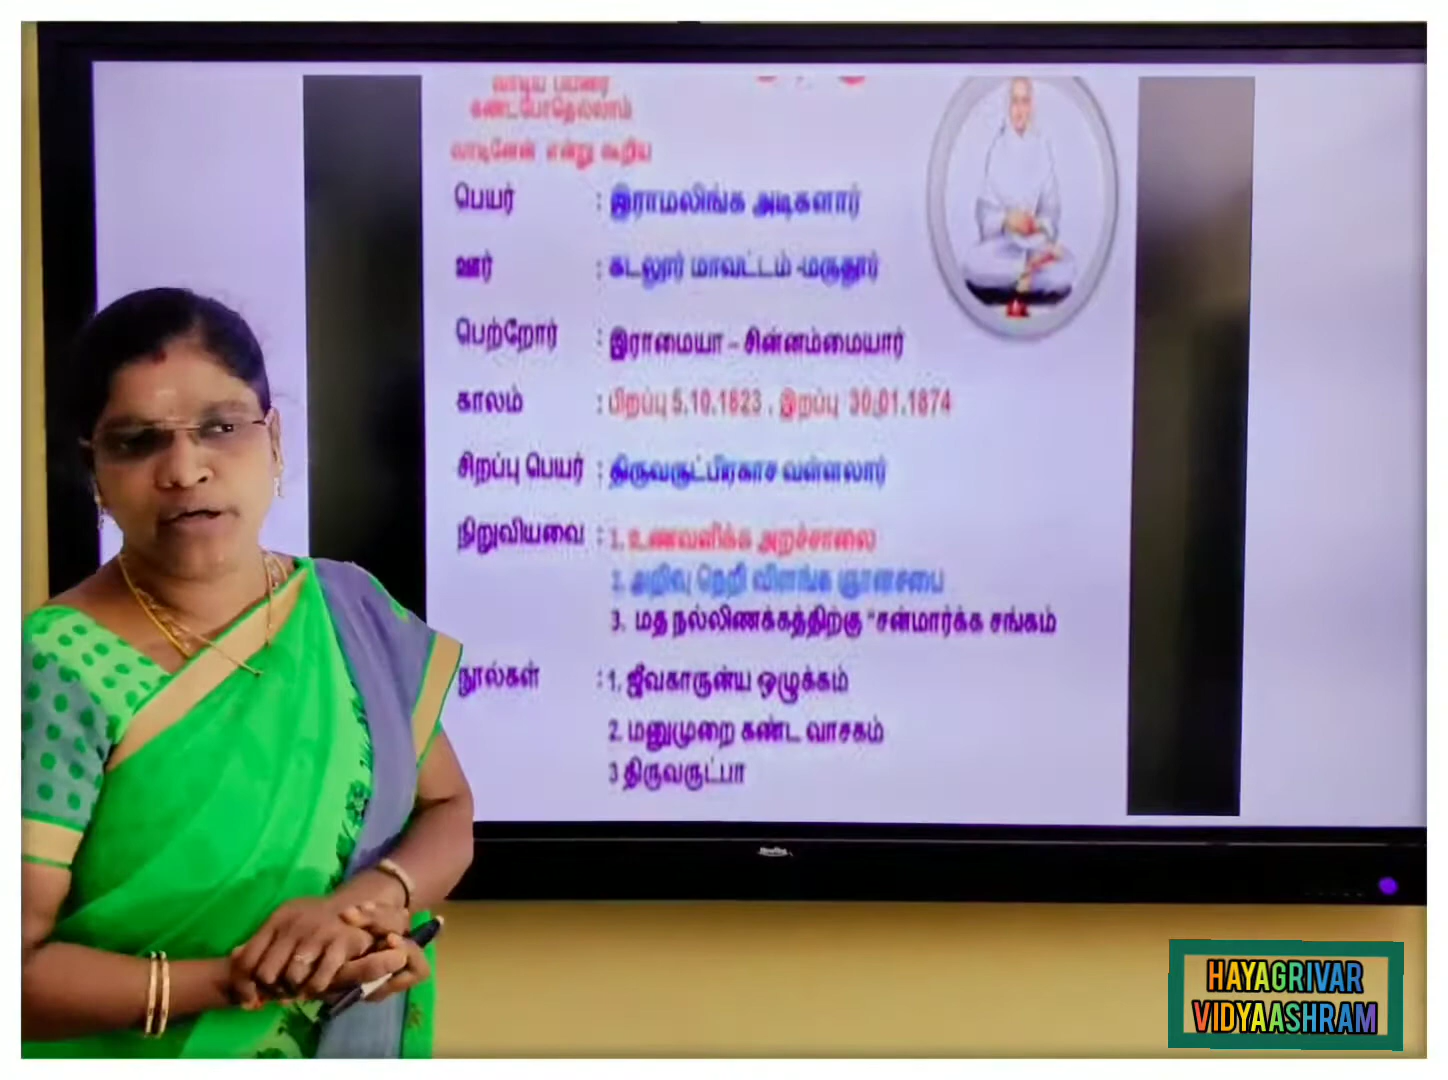 வாடிய பயிரை
கண்டபோதெல்லாம்
வாடினேன் என்று கூறிய
பெயர் : இராமலிங்க அடிகளார்
ஊர் : கடலூர் மாவட்டம் -மருதூர்
பெற்றோர் : இராமையா - சின்னம்மையார்
காலம் : பிறப்பு 5.10.1823 , இறப்பு 30.01.1874
சிறப்பு பெயர் : திருவருட்பிரகாச வள்ளலார்
நிறுவியவை : 1. உணவளிக்க அறச்சாலை
2. அறிவு நெறி விளங்க ஞானசபை
3. மத நல்லிணக்கத்திற்கு "சன்மார்க்க சங்கம்
நூல்கள் : 1. ஜீவகாருன்ய ஒழுக்கம்
2. மனுமுறை கண்ட வாசகம்
3 திருவருட்பா
HAYAGRIVAR
VIDYAASHRAM